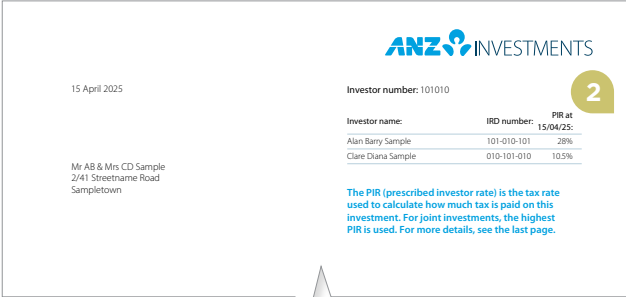 ANZ INVESTMENTS
15 April 2025
Investor number: 101010
2
Investor name: IRD number: PIR at 15/04/25:
Alan Barry Sample 101-010-101 28%
Clare Diana Sample 010-101-010 10.5%
Mr AB & Mrs CD Sample
2/41 Streetname Road
Sampletown
The PIR (prescribed investor rate) is the tax rate
used to calculate how much tax is paid on this
investment. For joint investments, the highest
PIR is used. For more details, see the last page.